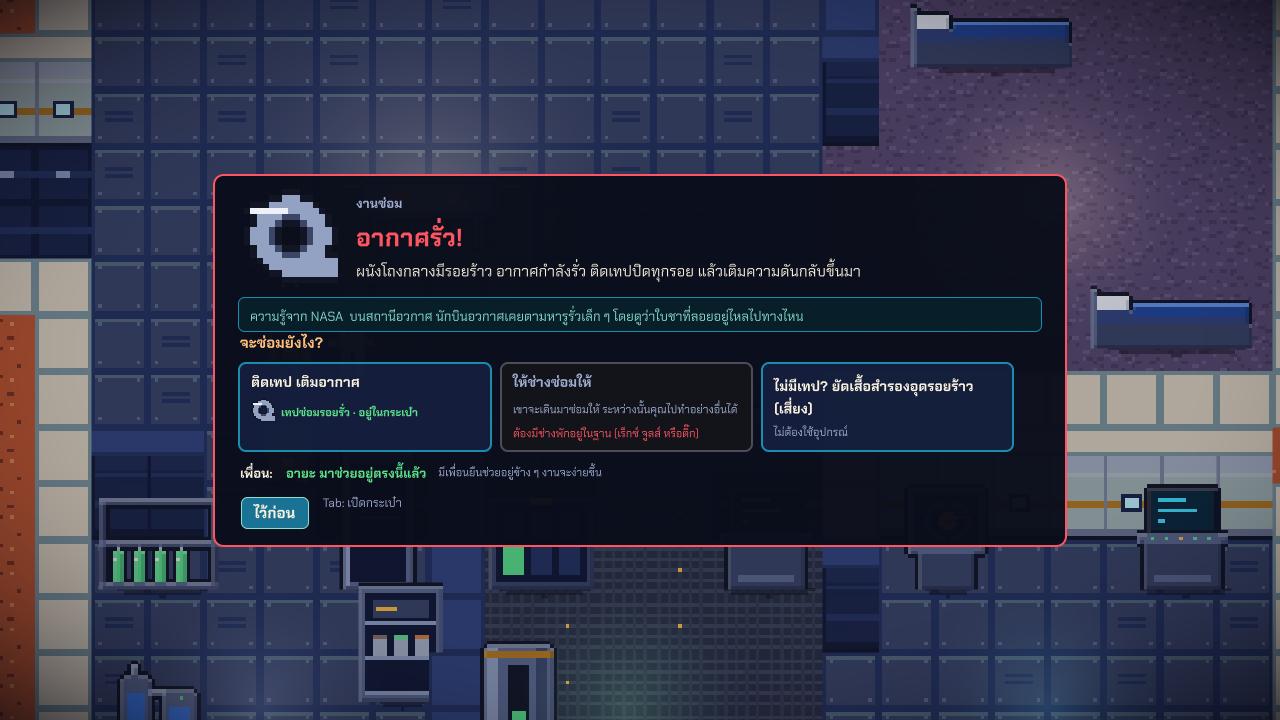 งานซ่อม
อากาศรั่ว!
ผนังโถงกลางมีรอยร้าว อากาศกำลังรั่ว ติดเทปปิดทุกรอย แล้วเติมความดันกลับขึ้นมา
ความรู้จาก NASA บนสถานีอวกาศ นักบินอวกาศเคยตามหารูรั่วเล็ก ๆ โดยดูว่าใบชาที่ลอยอยู่ไหลไปทางไหน
จะซ่อมยังไง?
ติดเทป เติมอากาศ
เทปซ่อมรอยรั่ว · อยู่ในกระเป๋า
ให้ช่างซ่อมให้
เขาจะเดินมาซ่อมให้ ระหว่างนั้นคุณไปทำอย่างอื่นได้
ต้องมีช่างพักอยู่ในฐาน (เร็กซ์ จูลส์ หรือติ๊ก)
ไม่มีเทป? ยัดเสื้อสำรองอุดรอยร้าว
(เสี่ยง)
ไม่ต้องใช้อุปกรณ์
เพื่อน: อายะ มาช่วยอยู่ตรงนี้แล้ว มีเพื่อนยืนช่วยอยู่ข้าง ๆ งานจะง่ายขึ้น
ไว้ก่อน Tab: เปิดกระเป๋า